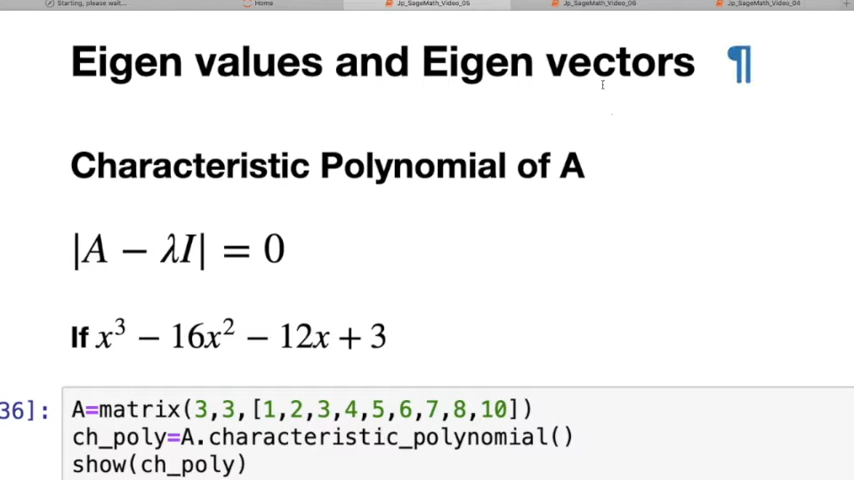 Starting, please wait...
Home
Jp_SageMath_Video_05
Jp_SageMath_Video_06
Jp_SageMath_Video_04
Eigen values and Eigen vectors ¶
Characteristic Polynomial of A
|A − λI| = 0
If x³ − 16x² − 12x + 3
36]: A=matrix(3,3,[1,2,3,4,5,6,7,8,10])
ch_poly=A.characteristic_polynomial()
show(ch_poly)